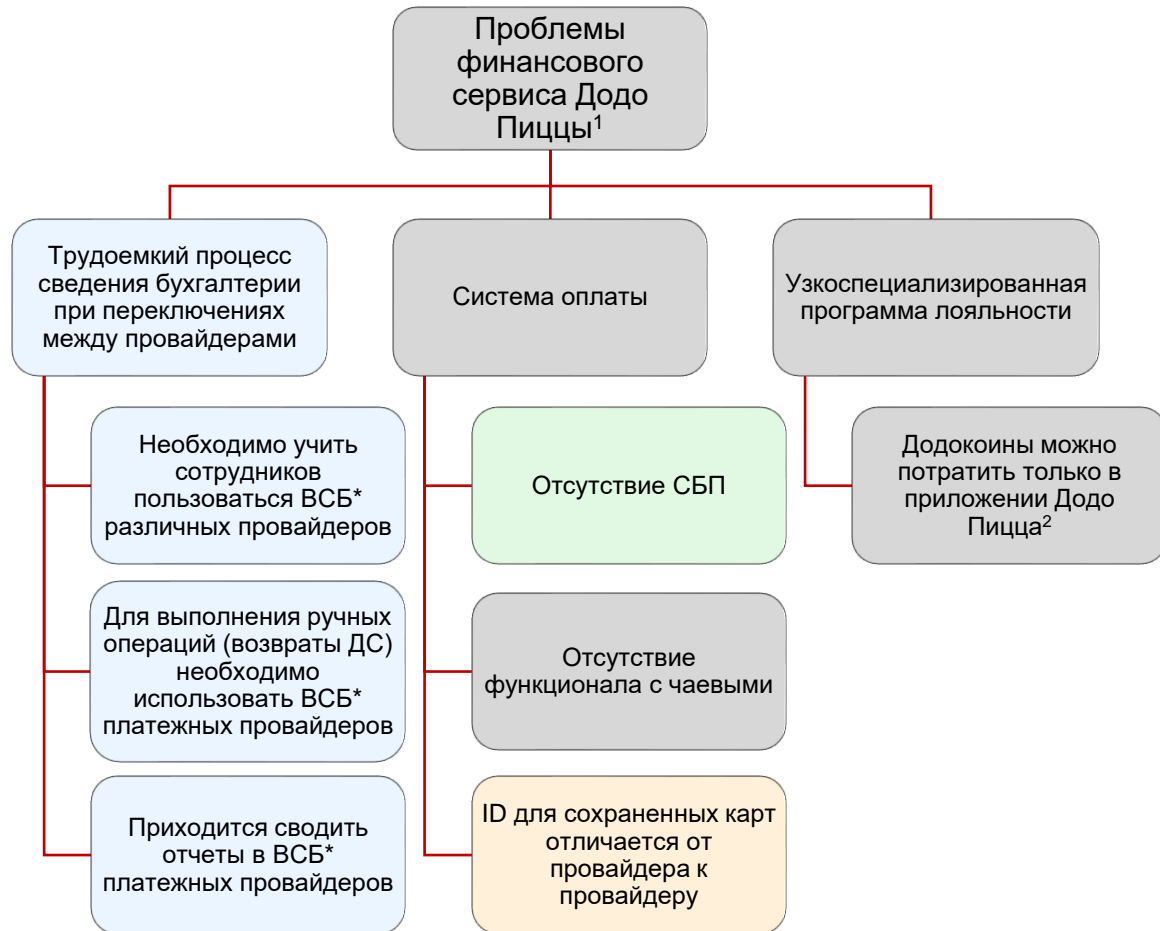 Проблемы
финансового
сервиса Додо
Пиццы¹
Трудоемкий процесс
сведения бухгалтерии
при переключениях
между провайдерами
Система оплаты
Узкоспециализированная
программа лояльности
Необходимо учить
сотрудников
пользоваться ВСБ*
различных провайдеров
Отсутствие СБП
Додокоины можно
потратить только в
приложении Додо
Пицца²
Для выполнения ручных
операций (возвраты ДС)
необходимо
использовать ВСБ*
платежных провайдеров
Отсутствие
функционала с чаевыми
Приходится сводить
отчеты в ВСБ*
платежных провайдеров
ID для сохраненных карт
отличается от
провайдера к
провайдеру